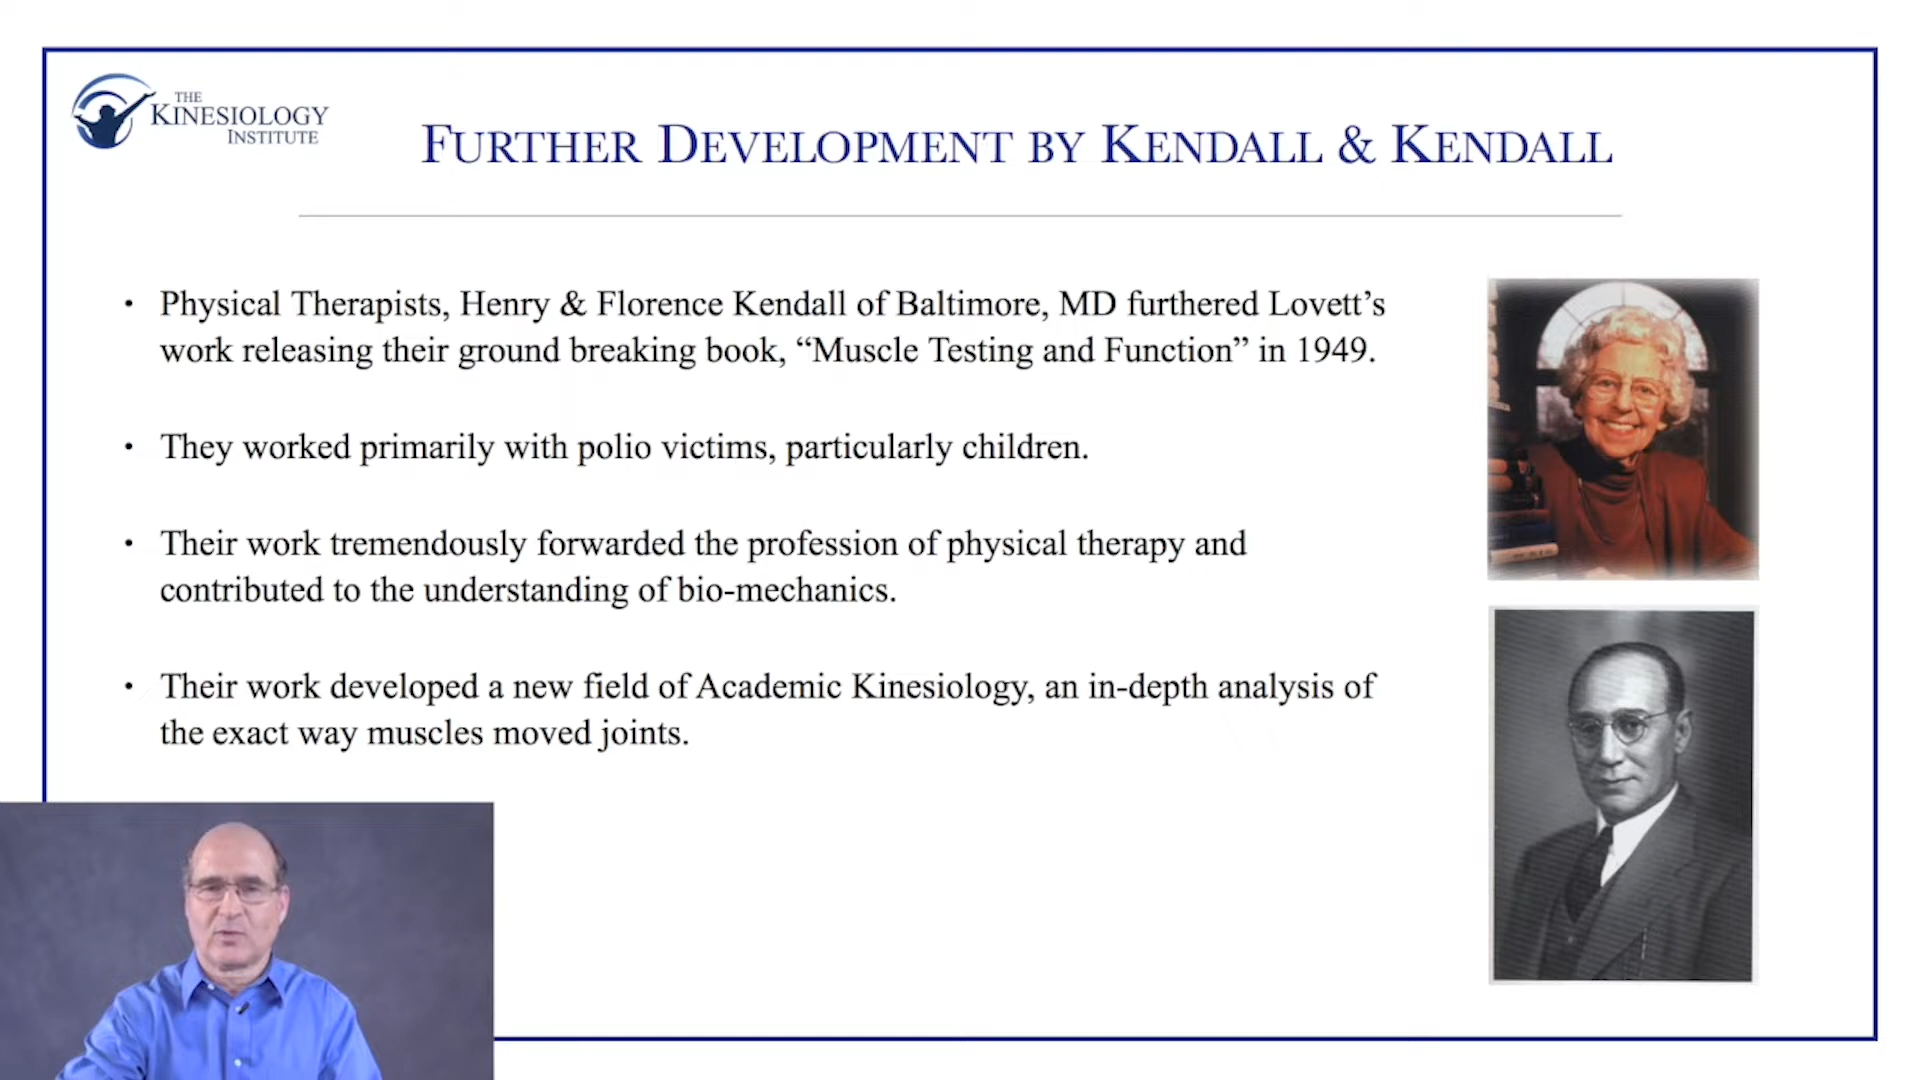 THE
KINESIOLOGY
INSTITUTE
FURTHER DEVELOPMENT BY KENDALL & KENDALL
• Physical Therapists, Henry & Florence Kendall of Baltimore, MD furthered Lovett’s
work releasing their ground breaking book, “Muscle Testing and Function” in 1949.
• They worked primarily with polio victims, particularly children.
• Their work tremendously forwarded the profession of physical therapy and
contributed to the understanding of bio-mechanics.
• Their work developed a new field of Academic Kinesiology, an in-depth analysis of
the exact way muscles moved joints.